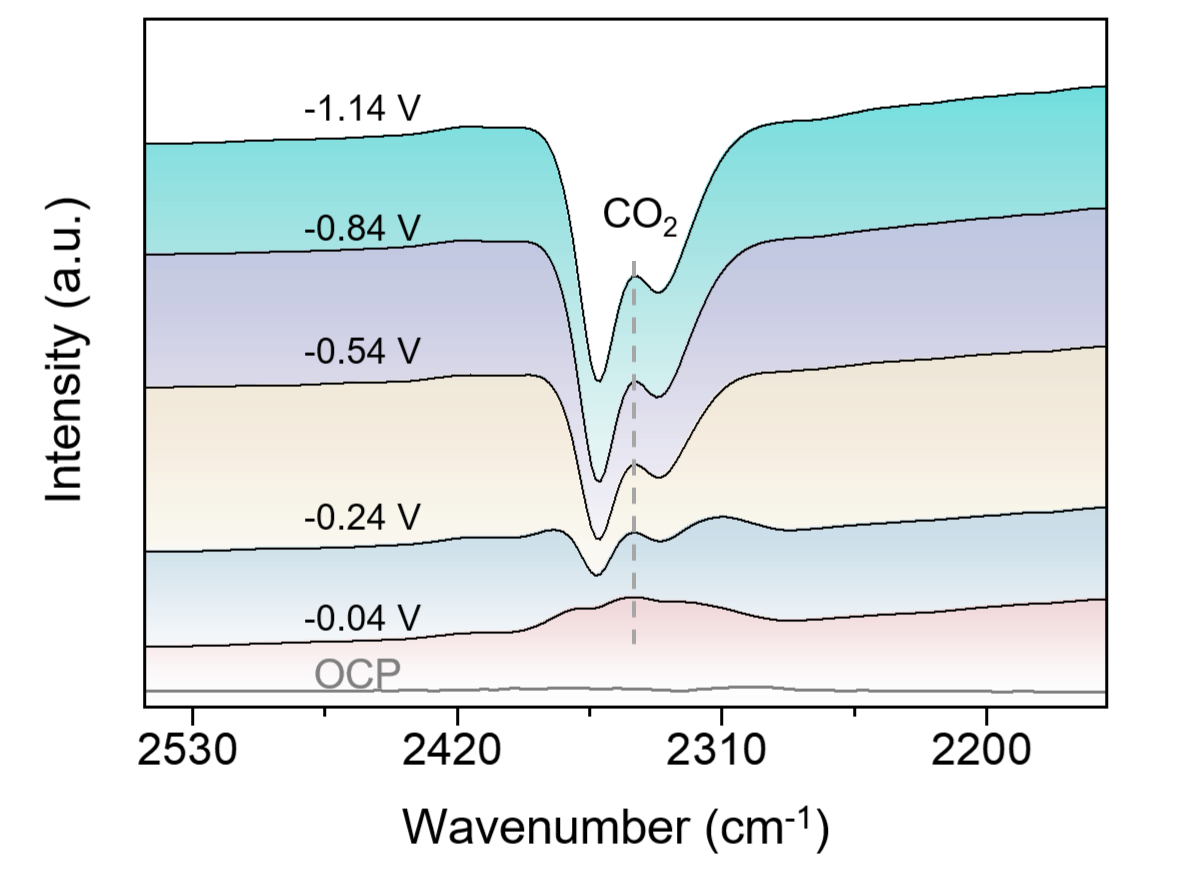 -1.14 V
CO₂
-0.84 V
-0.54 V
-0.24 V
-0.04 V
OCP
Intensity (a.u.)
2530 2420 2310 2200
Wavenumber (cm⁻¹)